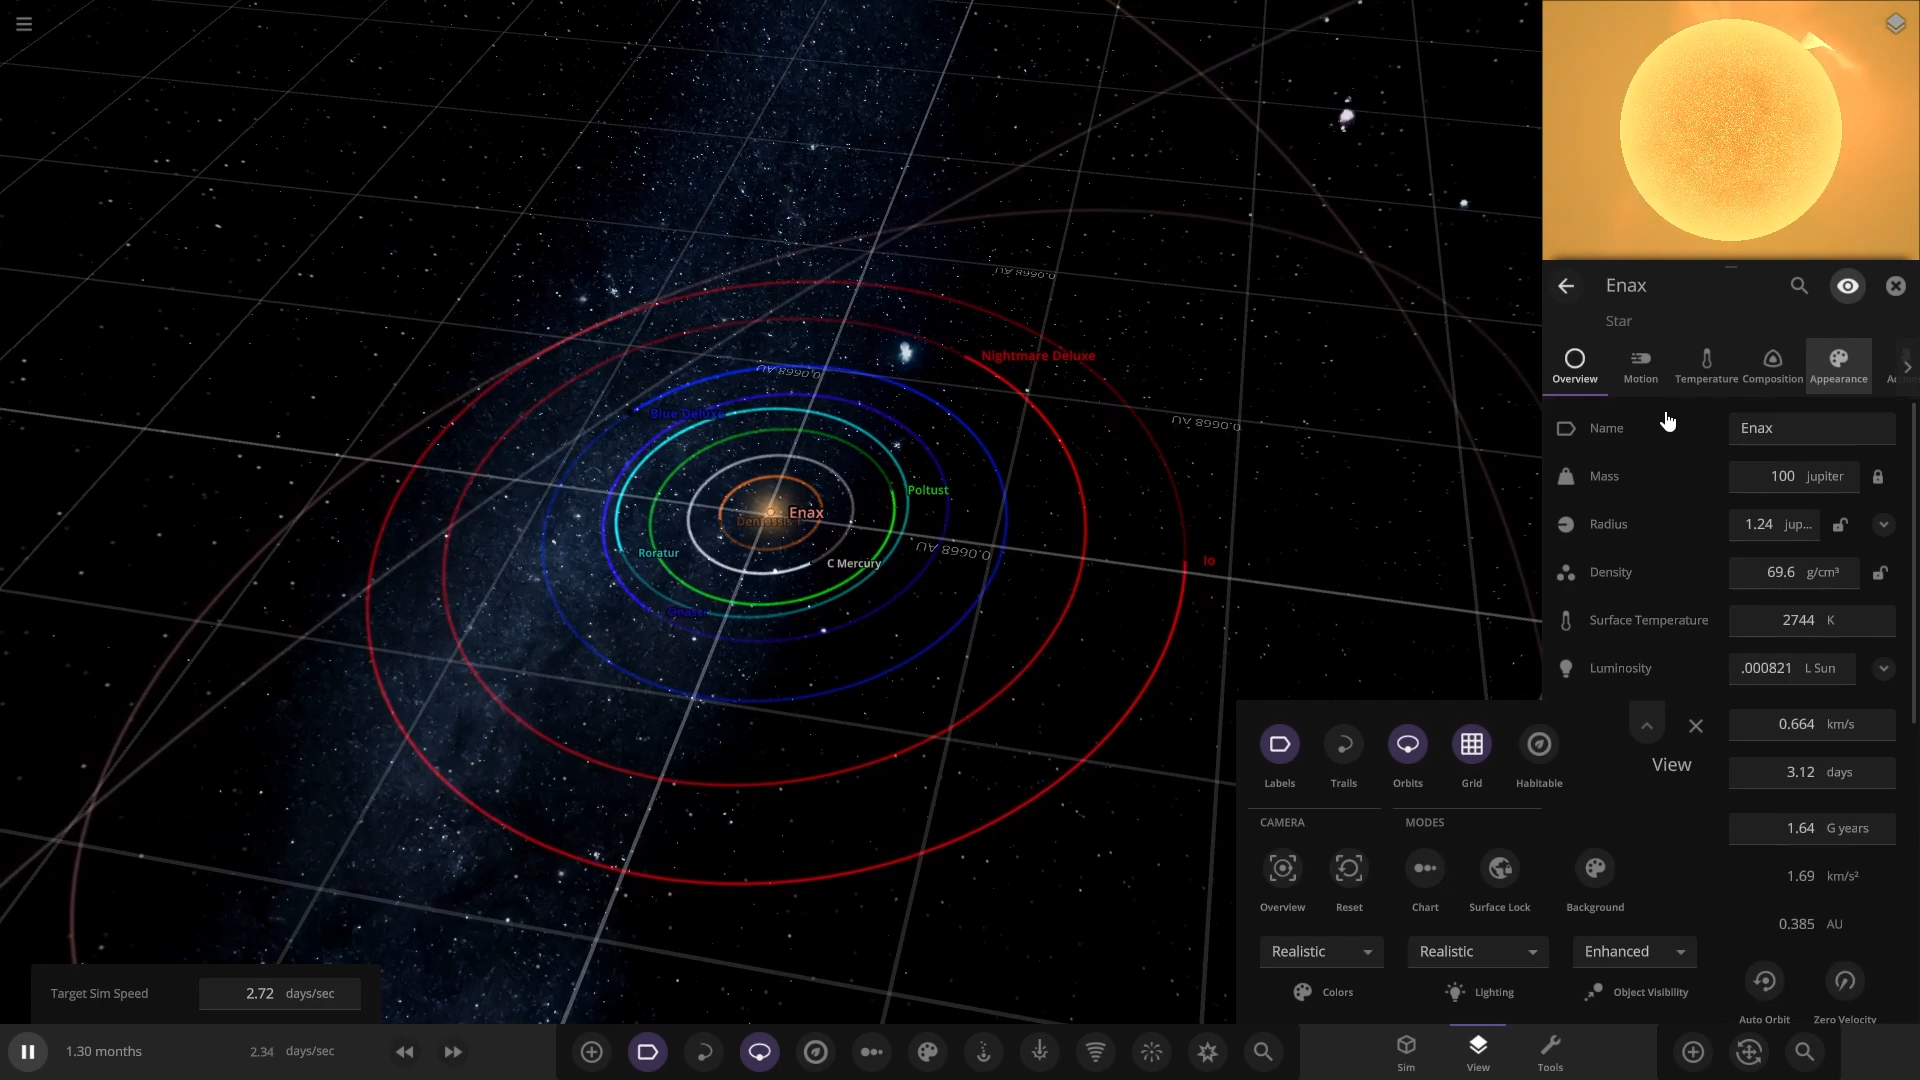 Enax
Star
Overview
Motion
Temperature
Composition
Appearance
Name
Enax
Mass
100 jupiter
Radius
1.24 jup...
Density
69.6 g/cm³
Surface Temperature
2744 K
Luminosity
.000821 L Sun
0.664 km/s
3.12 days
1.64 G years
1.69 km/s²
0.385 AU
Auto Orbit
Zero Velocity
0.0668 AU
0.0668 AU
0.0668 AU
0.0668 AU
Nightmare Deluxe
Blue Deluxe
Poltust
Enax
Dentessis
Roratur
C Mercury
Io
View
Labels
Trails
Orbits
Grid
Habitable
CAMERA
MODES
Overview
Reset
Chart
Surface Lock
Background
Realistic
Realistic
Enhanced
Colors
Lighting
Object Visibility
Target Sim Speed
2.72 days/sec
1.30 months
2.34 days/sec
Sim
View
Tools